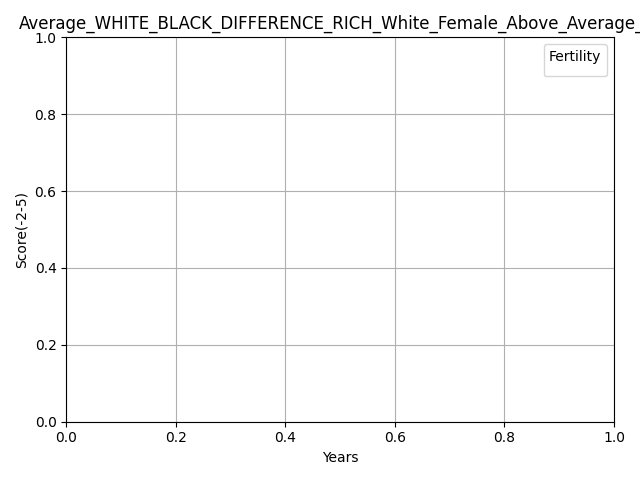 Average_WHITE_BLACK_DIFFERENCE_RICH_White_Female_Above_Average_
Fertility
1.0
0.8
0.6
0.4
0.2
0.0
Score(-2-5)
0.0 0.2 0.4 0.6 0.8 1.0
Years